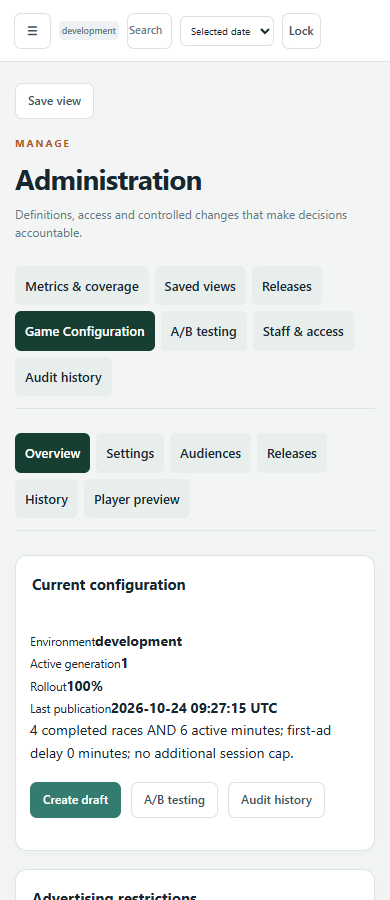 ☰ development Search Selected date Lock
Save view
MANAGE
Administration
Definitions, access and controlled changes that make decisions
accountable.
Metrics & coverage Saved views Releases
Game Configuration A/B testing Staff & access
Audit history
Overview Settings Audiences Releases
History Player preview
Current configuration
Environmentdevelopment
Active generation1
Rollout100%
Last publication2026-10-24 09:27:15 UTC
4 completed races AND 6 active minutes; first-ad
delay 0 minutes; no additional session cap.
Create draft A/B testing Audit history
Advertising restrictions